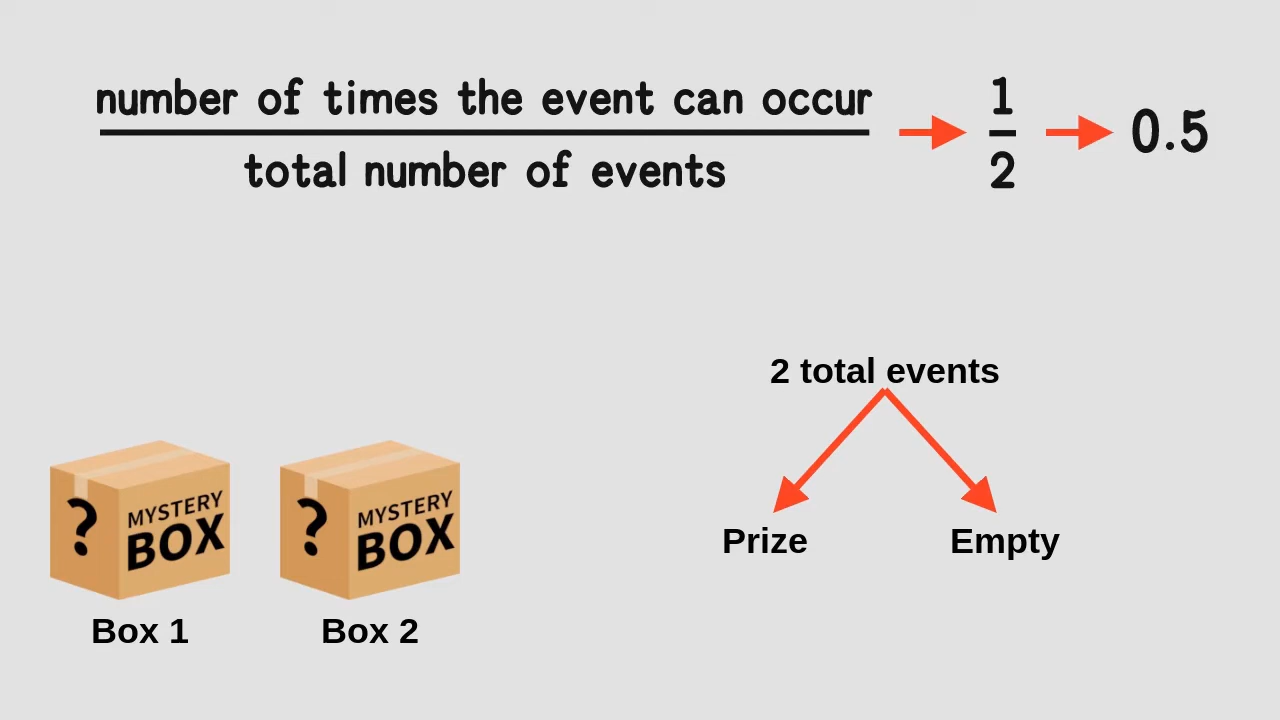 number of times the event can occur
total number of events
1
2
0.5
2 total events
Prize
Empty
? MYSTERY BOX
? MYSTERY BOX
Box 1
Box 2